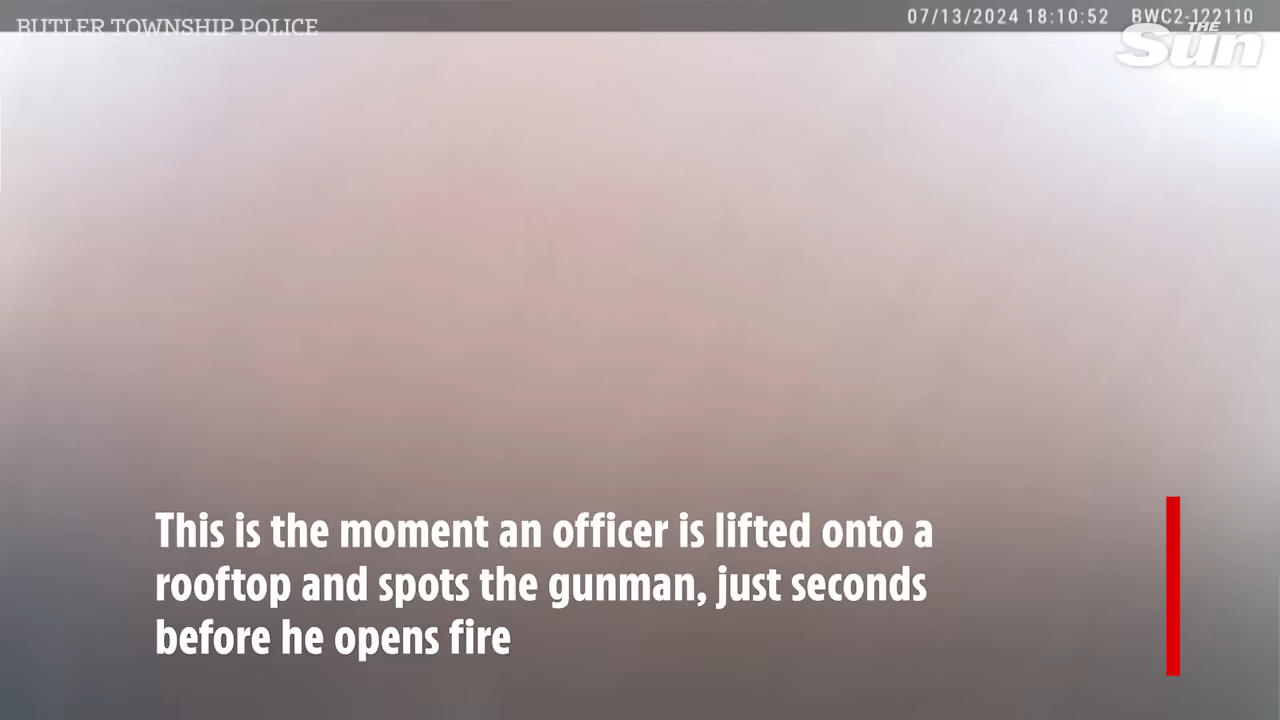 BUTLER TOWNSHIP POLICE
07/13/2024 18:10:52 BWC2-122110
THE
Sun
This is the moment an officer is lifted onto a
rooftop and spots the gunman, just seconds
before he opens fire